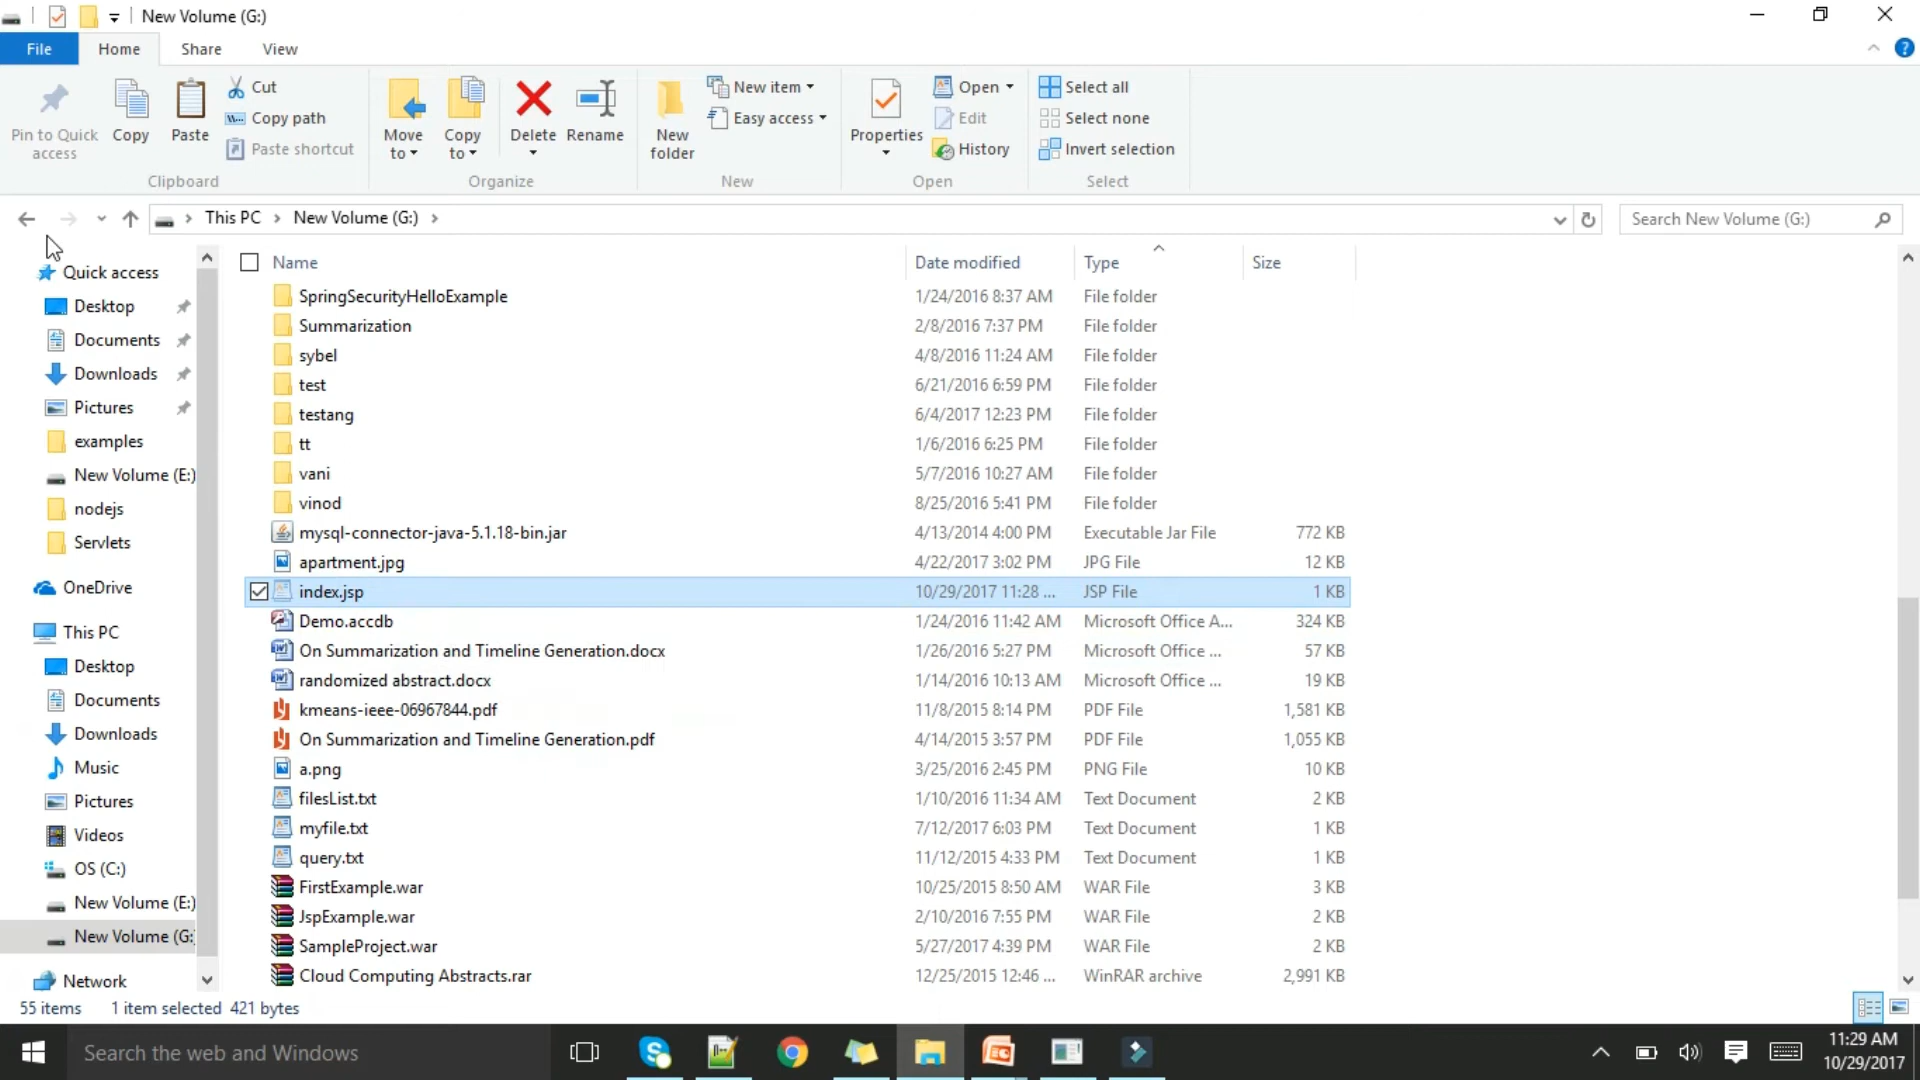 New Volume (G:)
File
Home
Share
View
Pin to Quick access
Copy
Paste
Cut
Copy path
Paste shortcut
Clipboard
Move to
Copy to
Delete
Rename
Organize
New folder
New item
Easy access
New
Properties
Open
Edit
History
Open
Select all
Select none
Invert selection
Select
This PC
New Volume (G:)
Search New Volume (G:)
Quick access
Desktop
Documents
Downloads
Pictures
examples
New Volume (E:)
nodejs
Servlets
OneDrive
This PC
Desktop
Documents
Downloads
Music
Pictures
Videos
OS (C:)
New Volume (E:)
New Volume (G:
Network
Name Date modified Type Size
SpringSecurityHelloExample 1/24/2016 8:37 AM File folder
Summarization 2/8/2016 7:37 PM File folder
sybel 4/8/2016 11:24 AM File folder
test 6/21/2016 6:59 PM File folder
testang 6/4/2017 12:23 PM File folder
tt 1/6/2016 6:25 PM File folder
vani 5/7/2016 10:27 AM File folder
vinod 8/25/2016 5:41 PM File folder
mysql-connector-java-5.1.18-bin.jar 4/13/2014 4:00 PM Executable Jar File 772 KB
apartment.jpg 4/22/2017 3:02 PM JPG File 12 KB
index.jsp 10/29/2017 11:28 ... JSP File 1 KB
Demo.accdb 1/24/2016 11:42 AM Microsoft Office A... 324 KB
On Summarization and Timeline Generation.docx 1/26/2016 5:27 PM Microsoft Office ... 57 KB
randomized abstract.docx 1/14/2016 10:13 AM Microsoft Office ... 19 KB
kmeans-ieee-06967844.pdf 11/8/2015 8:14 PM PDF File 1,581 KB
On Summarization and Timeline Generation.pdf 4/14/2015 3:57 PM PDF File 1,055 KB
a.png 3/25/2016 2:45 PM PNG File 10 KB
filesList.txt 1/10/2016 11:34 AM Text Document 2 KB
myfile.txt 7/12/2017 6:03 PM Text Document 1 KB
query.txt 11/12/2015 4:33 PM Text Document 1 KB
FirstExample.war 10/25/2015 8:50 AM WAR File 3 KB
JspExample.war 2/10/2016 7:55 PM WAR File 2 KB
SampleProject.war 5/27/2017 4:39 PM WAR File 2 KB
Cloud Computing Abstracts.rar 12/25/2015 12:46 ... WinRAR archive 2,991 KB
55 items 1 item selected 421 bytes
Search the web and Windows
11:29 AM
10/29/2017